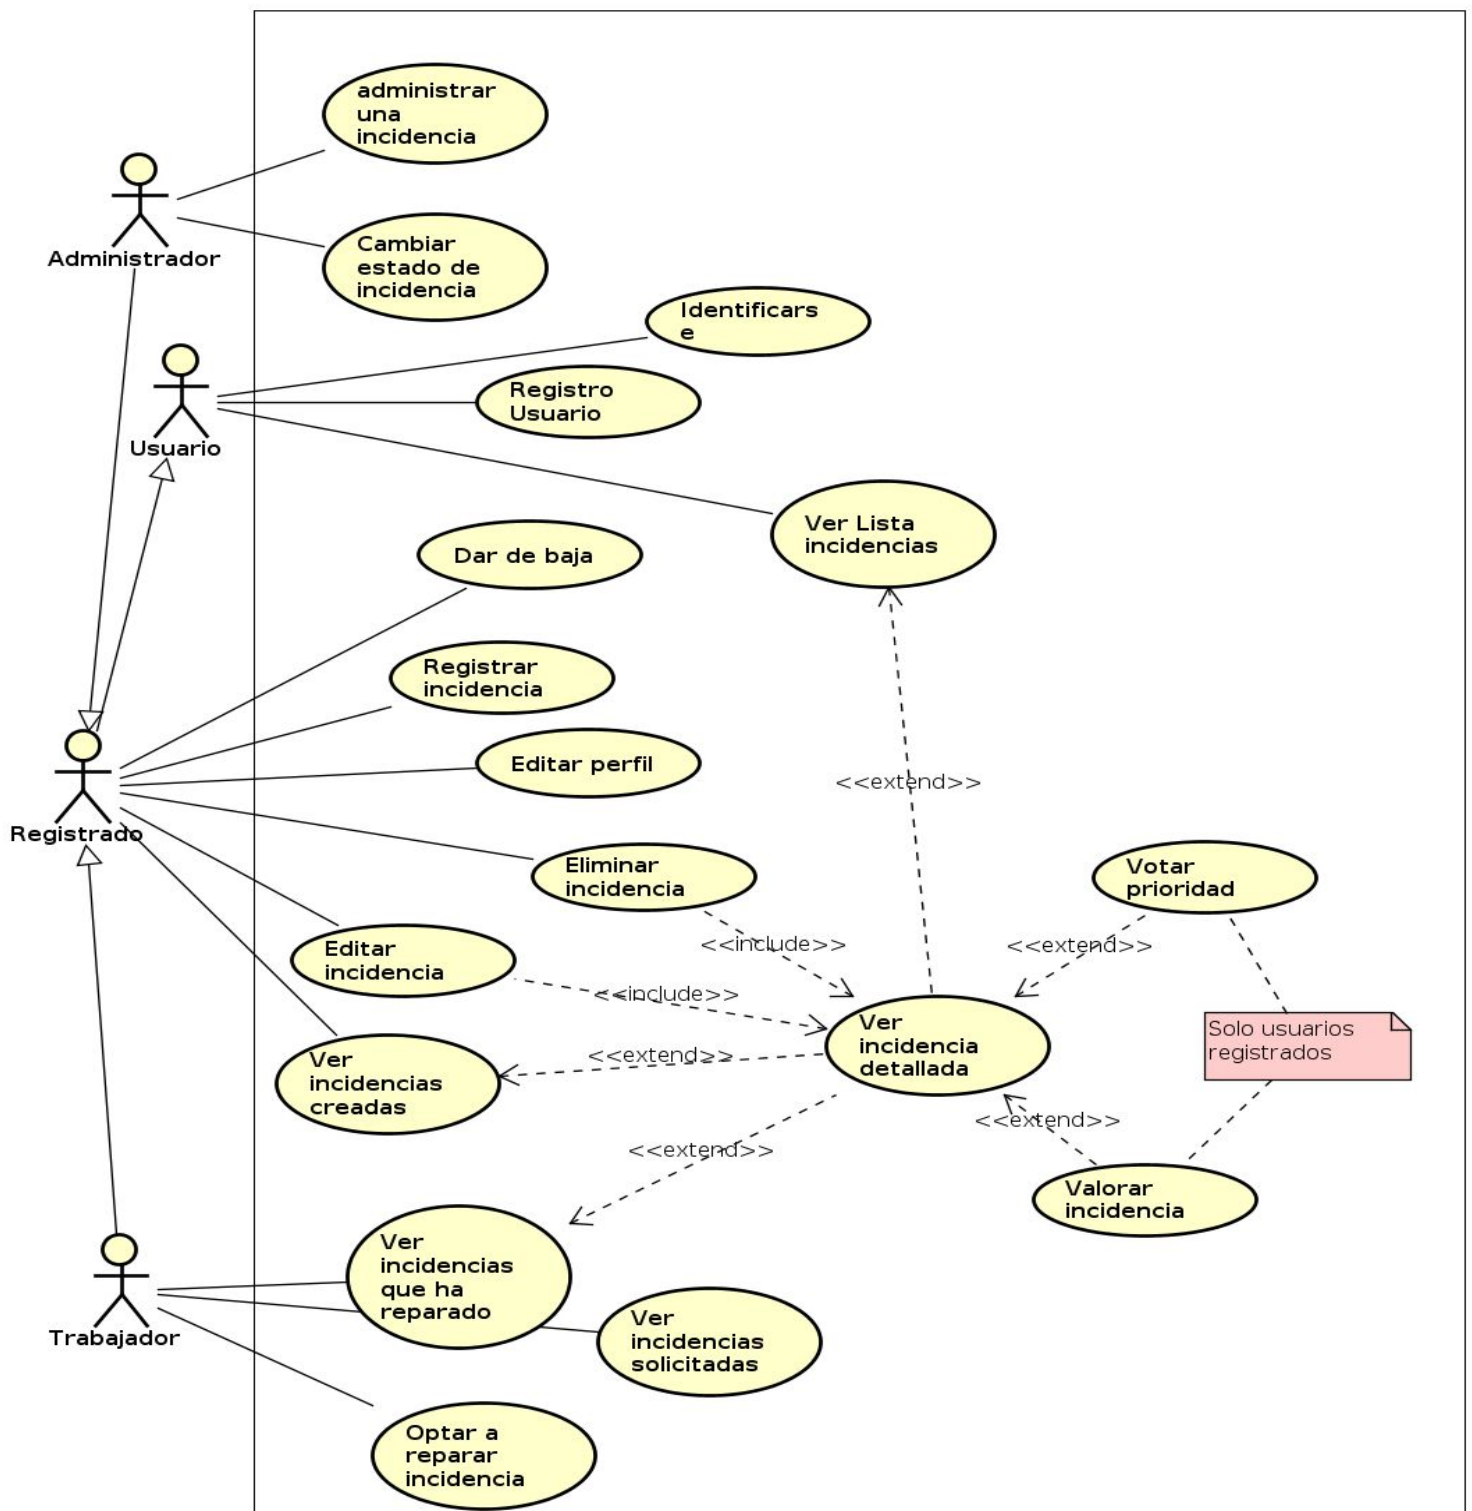 administrar
una
incidencia
Administrador
Cambiar
estado de
incidencia
Identificars
e
Registro
Usuario
Usuario
Ver Lista
incidencias
Dar de baja
Registrar
incidencia
Editar perfil
<<extend>>
Registrado
Eliminar
incidencia
Votar
prioridad
<<include>>
<<extend>>
Editar
incidencia
<<include>>
Ver
incidencia
detallada
Solo usuarios
registrados
Ver
incidencias
creadas
<<extend>>
<<extend>>
<<extend>>
Valorar
incidencia
Ver
incidencias
que ha
reparado
Trabajador
Ver
incidencias
solicitadas
Optar a
reparar
incidencia